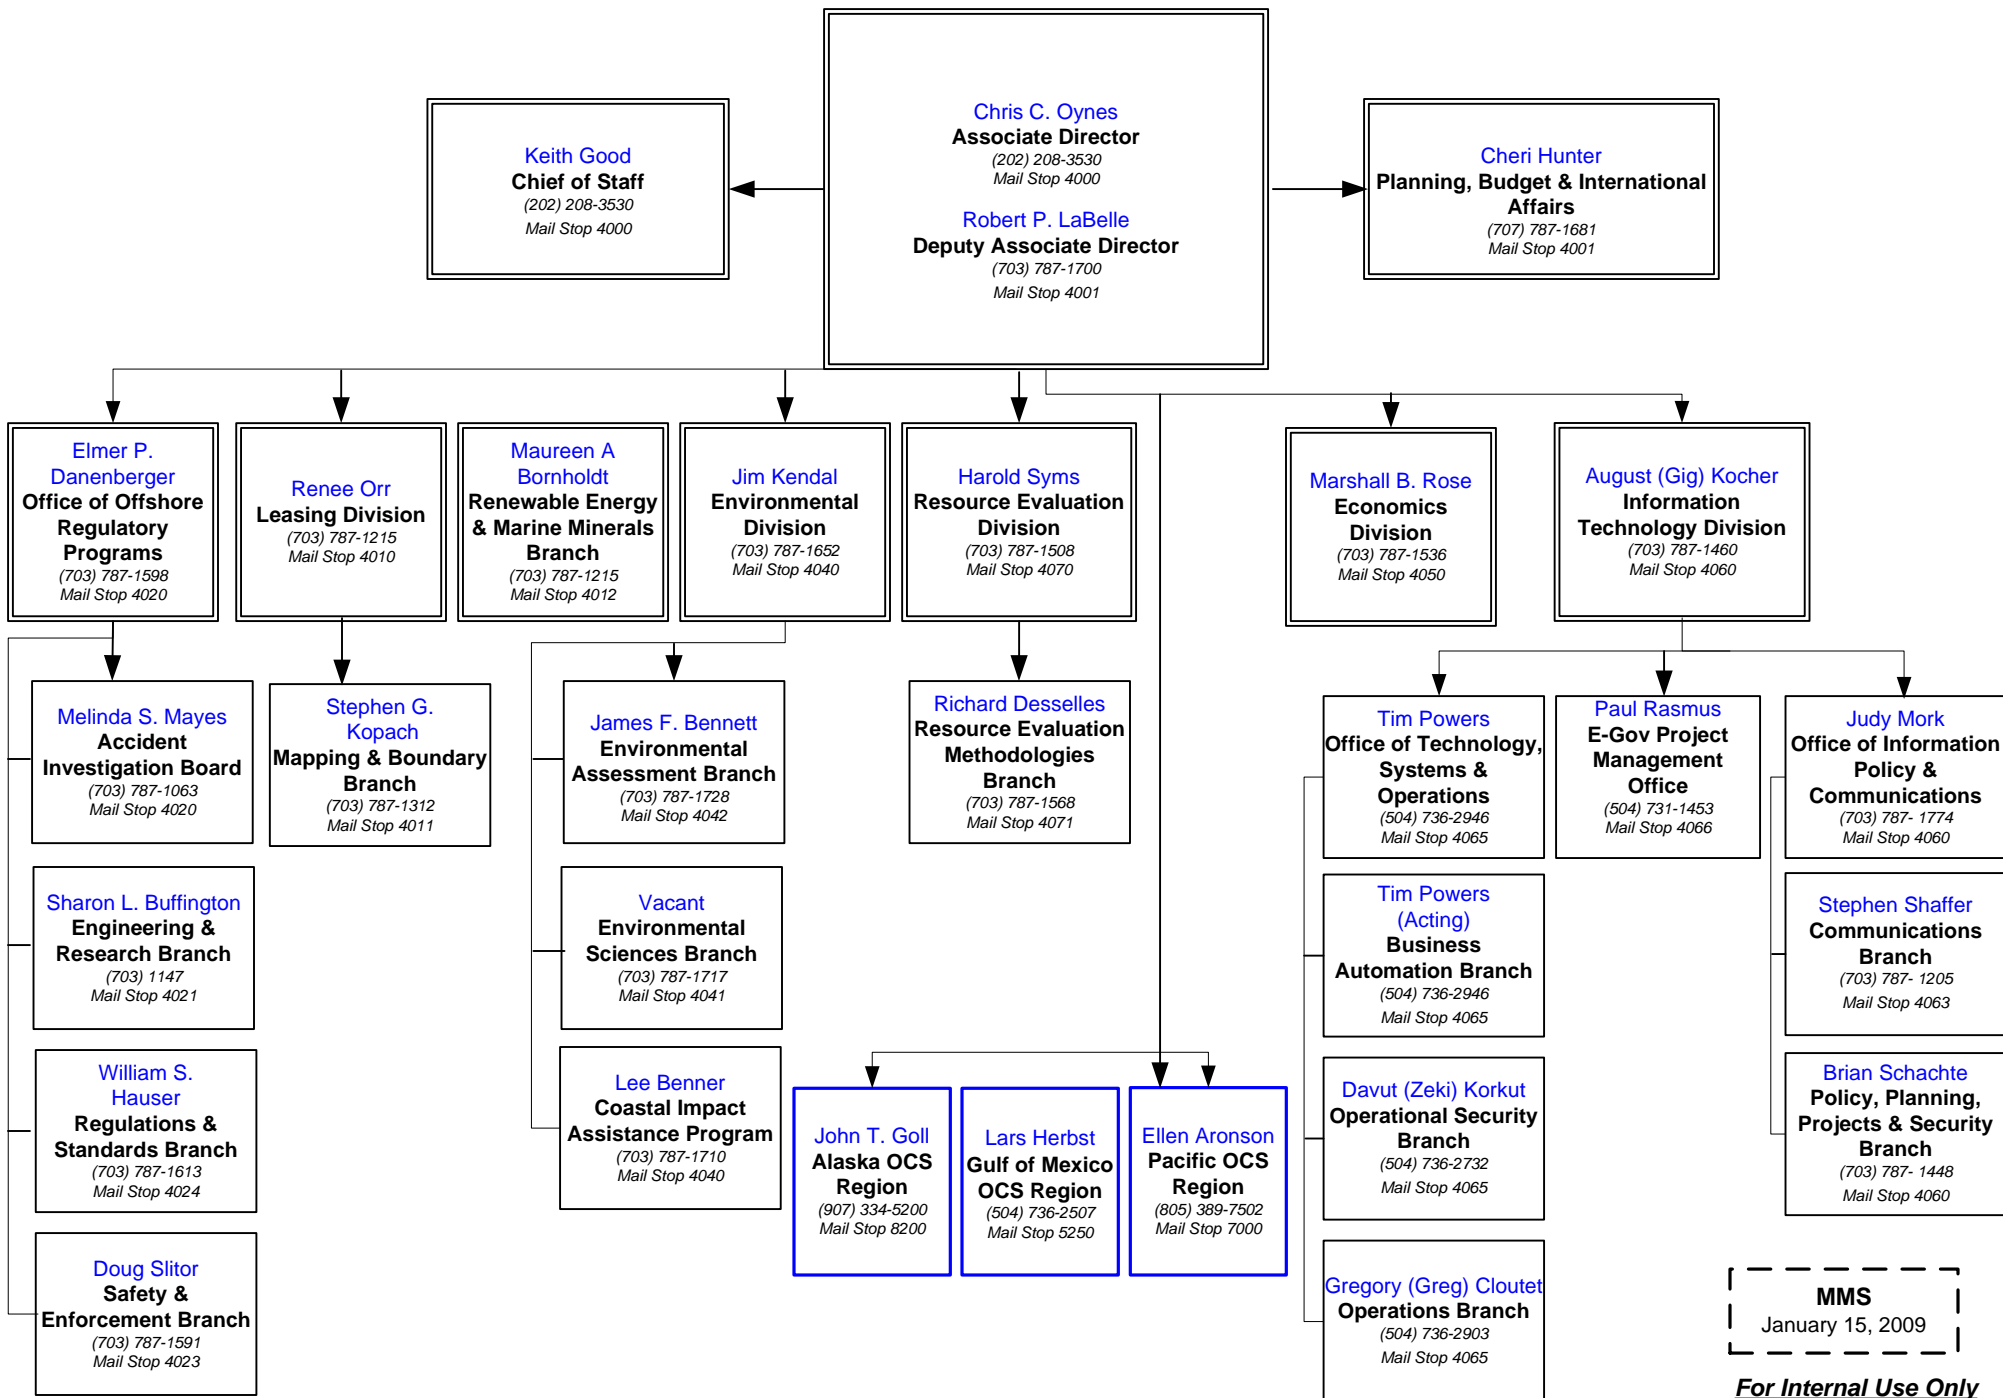 Chris C. Oynes
Associate Director
(202) 208-3530
Mail Stop 4000
Robert P. LaBelle
Deputy Associate Director
(703) 787-1700
Mail Stop 4001
Keith Good
Chief of Staff
(202) 208-3530
Mail Stop 4000
Cheri Hunter
Planning, Budget & International
Affairs
(707) 787-1681
Mail Stop 4001
Elmer P.
Danenberger
Office of Offshore
Regulatory
Programs
(703) 787-1598
Mail Stop 4020
Renee Orr
Leasing Division
(703) 787-1215
Mail Stop 4010
Maureen A
Bornholdt
Renewable Energy
& Marine Minerals
Branch
(703) 787-1215
Mail Stop 4012
Jim Kendal
Environmental
Division
(703) 787-1652
Mail Stop 4040
Harold Syms
Resource Evaluation
Division
(703) 787-1508
Mail Stop 4070
Marshall B. Rose
Economics
Division
(703) 787-1536
Mail Stop 4050
August (Gig) Kocher
Information
Technology Division
(703) 787-1460
Mail Stop 4060
Melinda S. Mayes
Accident
Investigation Board
(703) 787-1063
Mail Stop 4020
Sharon L. Buffington
Engineering &
Research Branch
(703) 1147
Mail Stop 4021
William S.
Hauser
Regulations &
Standards Branch
(703) 787-1613
Mail Stop 4024
Doug Slitor
Safety &
Enforcement Branch
(703) 787-1591
Mail Stop 4023
Stephen G.
Kopach
Mapping & Boundary
Branch
(703) 787-1312
Mail Stop 4011
James F. Bennett
Environmental
Assessment Branch
(703) 787-1728
Mail Stop 4042
Vacant
Environmental
Sciences Branch
(703) 787-1717
Mail Stop 4041
Lee Benner
Coastal Impact
Assistance Program
(703) 787-1710
Mail Stop 4040
Richard Desselles
Resource Evaluation
Methodologies
Branch
(703) 787-1568
Mail Stop 4071
John T. Goll
Alaska OCS
Region
(907) 334-5200
Mail Stop 8200
Lars Herbst
Gulf of Mexico
OCS Region
(504) 736-2507
Mail Stop 5250
Ellen Aronson
Pacific OCS
Region
(805) 389-7502
Mail Stop 7000
Tim Powers
Office of Technology,
Systems &
Operations
(504) 736-2946
Mail Stop 4065
Tim Powers
(Acting)
Business
Automation Branch
(504) 736-2946
Mail Stop 4065
Davut (Zeki) Korkut
Operational Security
Branch
(504) 736-2732
Mail Stop 4065
Gregory (Greg) Cloutet
Operations Branch
(504) 736-2903
Mail Stop 4065
Paul Rasmus
E-Gov Project
Management
Office
(504) 731-1453
Mail Stop 4066
Judy Mork
Office of Information
Policy &
Communications
(703) 787- 1774
Mail Stop 4060
Stephen Shaffer
Communications
Branch
(703) 787- 1205
Mail Stop 4063
Brian Schachte
Policy, Planning,
Projects & Security
Branch
(703) 787- 1448
Mail Stop 4060
MMS
January 15, 2009
For Internal Use Only